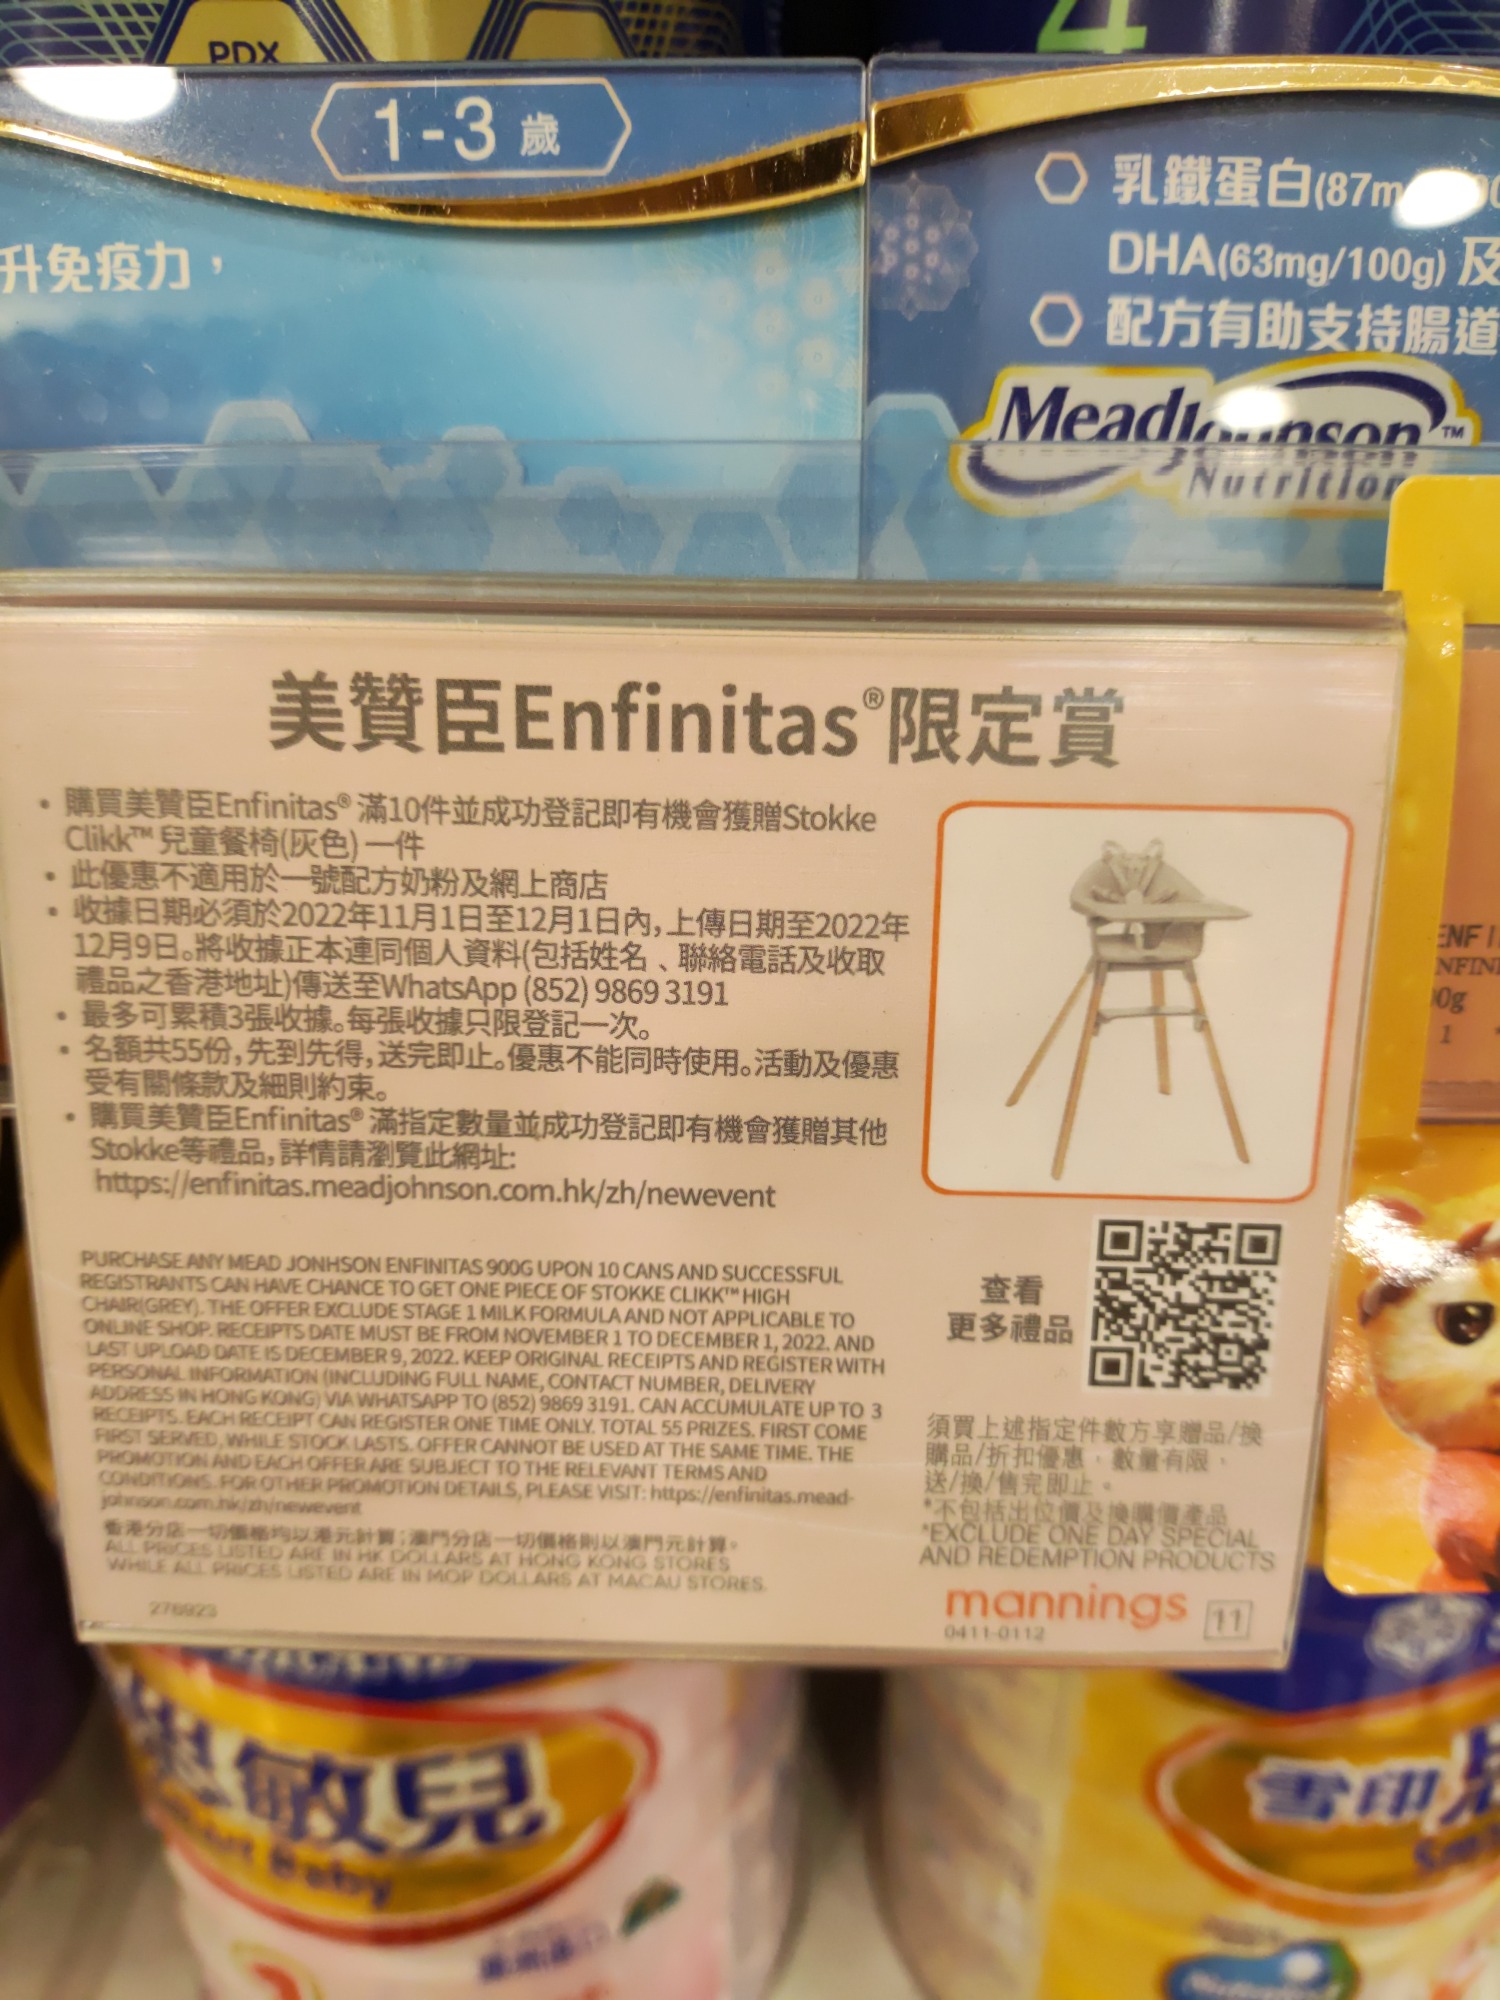 PDX
4
1-3 歲
升免疫力，
乳鐵蛋白(87m
DHA(63mg/100g) 及
配方有助支持腸道
MeadJohnson™
Nutrition
美贊臣Enfinitas®限定賞
• 購買美贊臣Enfinitas® 滿10件並成功登記即有機會獲贈Stokke
Clikk™ 兒童餐椅(灰色) 一件
• 此優惠不適用於一號配方奶粉及網上商店
• 收據日期必須於2022年11月1日至12月1日內，上傳日期至2022年
12月9日。將收據正本連同個人資料(包括姓名、聯絡電話及收取
禮品之香港地址)傳送至WhatsApp (852) 9869 3191
• 最多可累積3張收據。每張收據只限登記一次。
• 名額共55份，先到先得，送完即止。優惠不能同時使用。活動及優惠
受有關條款及細則約束。
• 購買美贊臣Enfinitas® 滿指定數量並成功登記即有機會獲贈其他
Stokke等禮品，詳情請瀏覽此網址:
https://enfinitas.meadjohnson.com.hk/zh/newevent
PURCHASE ANY MEAD JONHSON ENFINITAS 900G UPON 10 CANS AND SUCCESSFUL
REGISTRANTS CAN HAVE CHANCE TO GET ONE PIECE OF STOKKE CLIKK™ HIGH
CHAIR(GREY). THE OFFER EXCLUDE STAGE 1 MILK FORMULA AND NOT APPLICABLE TO
ONLINE SHOP. RECEIPTS DATE MUST BE FROM NOVEMBER 1 TO DECEMBER 1, 2022. AND
LAST UPLOAD DATE IS DECEMBER 9, 2022. KEEP ORIGINAL RECEIPTS AND REGISTER WITH
PERSONAL INFORMATION (INCLUDING FULL NAME, CONTACT NUMBER, DELIVERY
ADDRESS IN HONG KONG) VIA WHATSAPP TO (852) 9869 3191. CAN ACCUMULATE UP TO 3
RECEIPTS. EACH RECEIPT CAN REGISTER ONE TIME ONLY. TOTAL 55 PRIZES. FIRST COME
FIRST SERVED, WHILE STOCK LASTS. OFFER CANNOT BE USED AT THE SAME TIME. THE
PROMOTION AND EACH OFFER ARE SUBJECT TO THE RELEVANT TERMS AND
CONDITIONS. FOR OTHER PROMOTION DETAILS, PLEASE VISIT: https://enfinitas.mead-
johnson.com.hk/zh/newevent
香港分店一切價格均以港元計算；澳門分店一切價格則以澳門元計算。
ALL PRICES LISTED ARE IN HK DOLLARS AT HONG KONG STORES
WHILE ALL PRICES LISTED ARE IN MOP DOLLARS AT MACAU STORES.
276923
查看
更多禮品
須買上述指定件數方享贈品/換
購品/折扣優惠，數量有限，
送/換/售完即止。
*不包括出位價及換購價產品
*EXCLUDE ONE DAY SPECIAL
AND REDEMPTION PRODUCTS
mannings
0411-0112
11
ENFI
NFIN
00g
1
思敏兒
Smart Baby
雪印